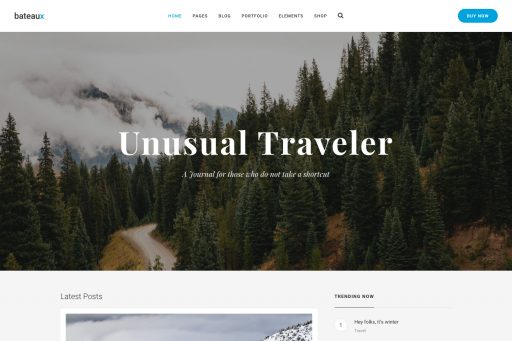 bateaux
HOME PAGES BLOG PORTFOLIO ELEMENTS SHOP
BUY NOW
Unusual Traveler
A Journal for those who do not take a shortcut
Latest Posts
TRENDING NOW
1
Hey folks, it's winter
Travel